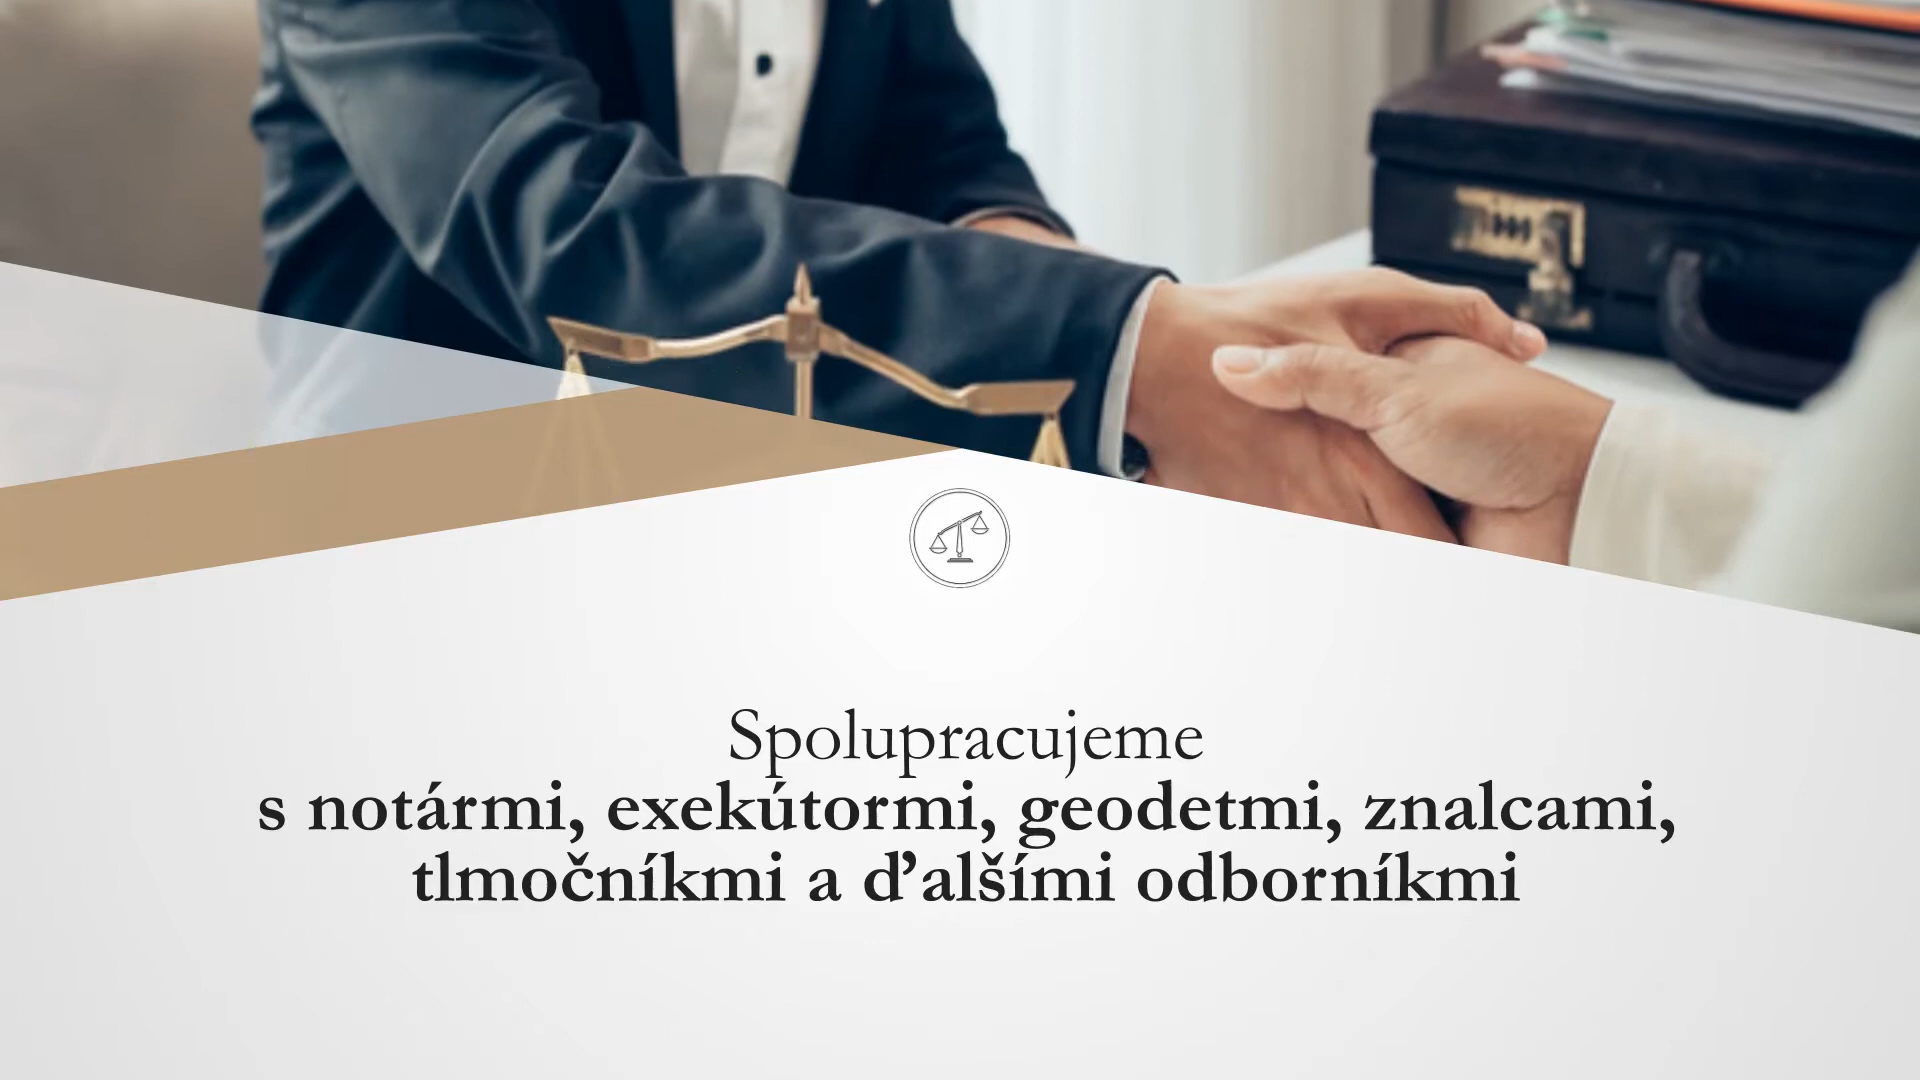 Spolupracujeme
s notármi, exekútormi, geodetmi, znalcami,
tlmočníkmi a ďalšími odborníkmi